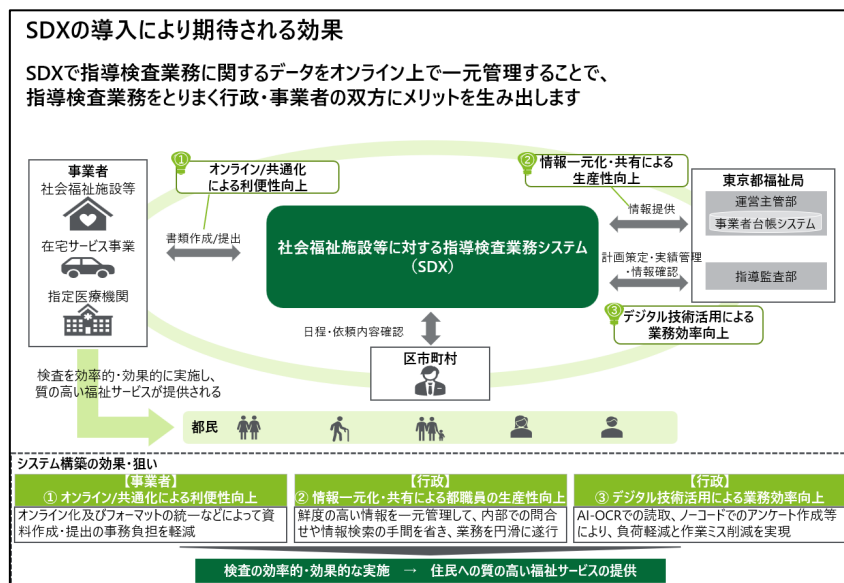 SDXの導入により期待される効果
SDXで指導検査業務に関するデータをオンライン上で一元管理することで、
指導検査業務をとりまく行政・事業者の双方にメリットを生み出します
事業者
社会福祉施設等
在宅サービス事業
指定医療機関
①
オンライン/共通化
による利便性向上
書類作成/提出
社会福祉施設等に対する指導検査業務システム
(SDX)
②
情報一元化・共有による
生産性向上
情報提供
計画策定・実績管理
・情報確認
東京都福祉局
運営主管部
事業者台帳システム
指導監査部
③
デジタル技術活用による
業務効率向上
日程・依頼内容確認
区市町村
検査を効率的・効果的に実施し、
質の高い福祉サービスが提供される
都民
システム構築の効果・狙い
【事業者】
① オンライン/共通化による利便性向上
オンライン化及びフォーマットの統一などによって資
料作成・提出の事務負担を軽減
【行政】
② 情報一元化・共有による都職員の生産性向上
鮮度の高い情報を一元管理して、内部での問合
せや情報検索の手間を省き、業務を円滑に遂行
【行政】
③ デジタル技術活用による業務効率向上
AI-OCRでの読取、ノーコードでのアンケート作成等
により、負荷軽減と作業ミス削減を実現
検査の効率的・効果的な実施 → 住民への質の高い福祉サービスの提供